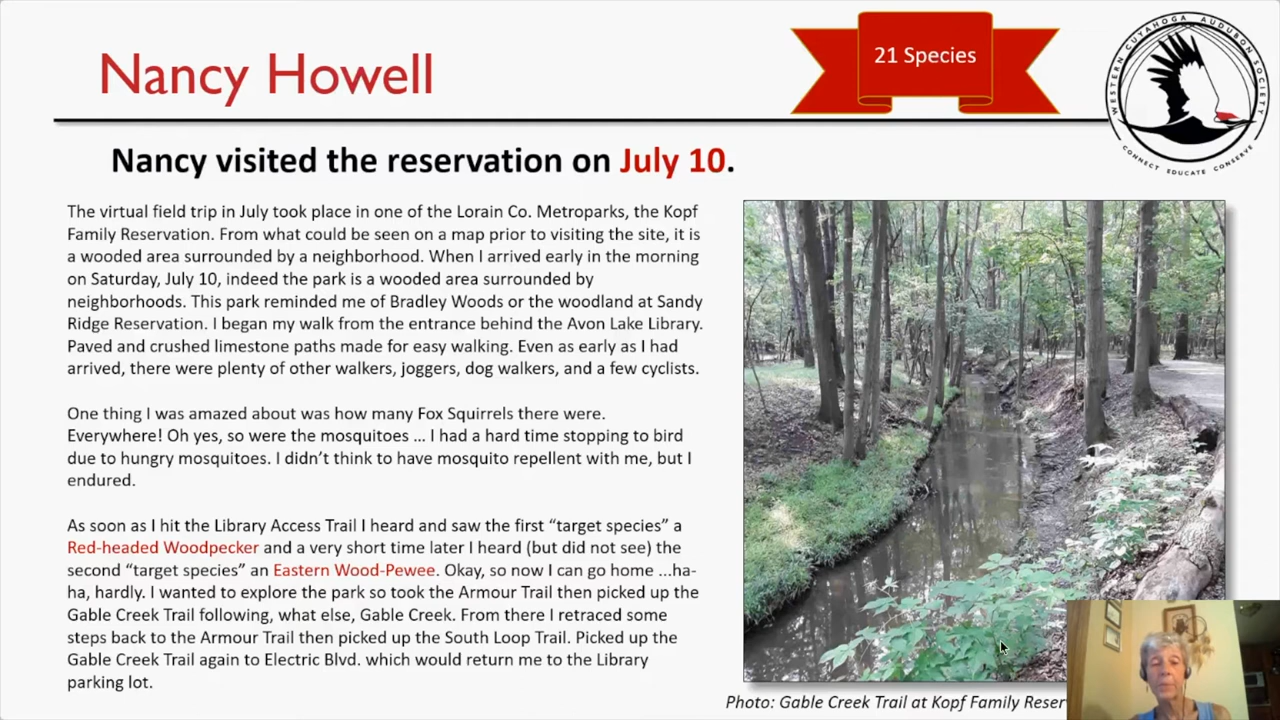 Nancy Howell
21 Species
WESTERN CUYAHOGA AUDUBON SOCIETY
CONNECT EDUCATE CONSERVE
Nancy visited the reservation on July 10.
The virtual field trip in July took place in one of the Lorain Co. Metroparks, the Kopf
Family Reservation. From what could be seen on a map prior to visiting the site, it is
a wooded area surrounded by a neighborhood. When I arrived early in the morning
on Saturday, July 10, indeed the park is a wooded area surrounded by
neighborhoods. This park reminded me of Bradley Woods or the woodland at Sandy
Ridge Reservation. I began my walk from the entrance behind the Avon Lake Library.
Paved and crushed limestone paths made for easy walking. Even as early as I had
arrived, there were plenty of other walkers, joggers, dog walkers, and a few cyclists.
One thing I was amazed about was how many Fox Squirrels there were.
Everywhere! Oh yes, so were the mosquitoes ... I had a hard time stopping to bird
due to hungry mosquitoes. I didn't think to have mosquito repellent with me, but I
endured.
As soon as I hit the Library Access Trail I heard and saw the first “target species” a
Red-headed Woodpecker and a very short time later I heard (but did not see) the
second “target species” an Eastern Wood-Pewee. Okay, so now I can go home ...ha-
ha, hardly. I wanted to explore the park so took the Armour Trail then picked up the
Gable Creek Trail following, what else, Gable Creek. From there I retraced some
steps back to the Armour Trail then picked up the South Loop Trail. Picked up the
Gable Creek Trail again to Electric Blvd. which would return me to the Library
parking lot.
Photo: Gable Creek Trail at Kopf Family Reser